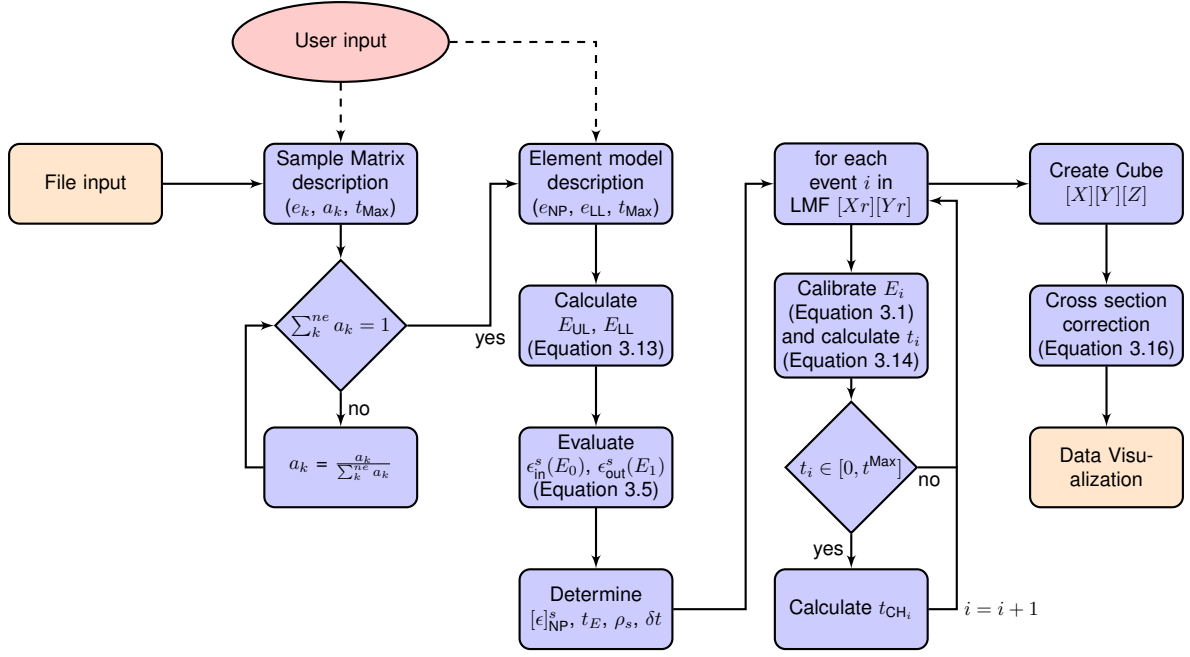 User input
File input
Sample Matrix
description
(e_k, a_k, t_Max)
∑_k^{ne} a_k = 1
yes
no
a_k = a_k / ∑_k^{ne} a_k
Element model
description
(e_NP, e_LL, t_Max)
Calculate
E_UL, E_LL
(Equation 3.13)
Evaluate
ϵ^s_in(E_0), ϵ^s_out(E_1)
(Equation 3.5)
Determine
[ϵ]^s_NP, t_E, ρ_s, δt
for each
event i in
LMF [Xr][Yr]
Calibrate E_i
(Equation 3.1)
and calculate t_i
(Equation 3.14)
t_i ∈ [0, t^Max]
no
yes
Calculate t_CH_i
i = i + 1
Create Cube
[X][Y][Z]
Cross section
correction
(Equation 3.16)
Data Visu-
alization